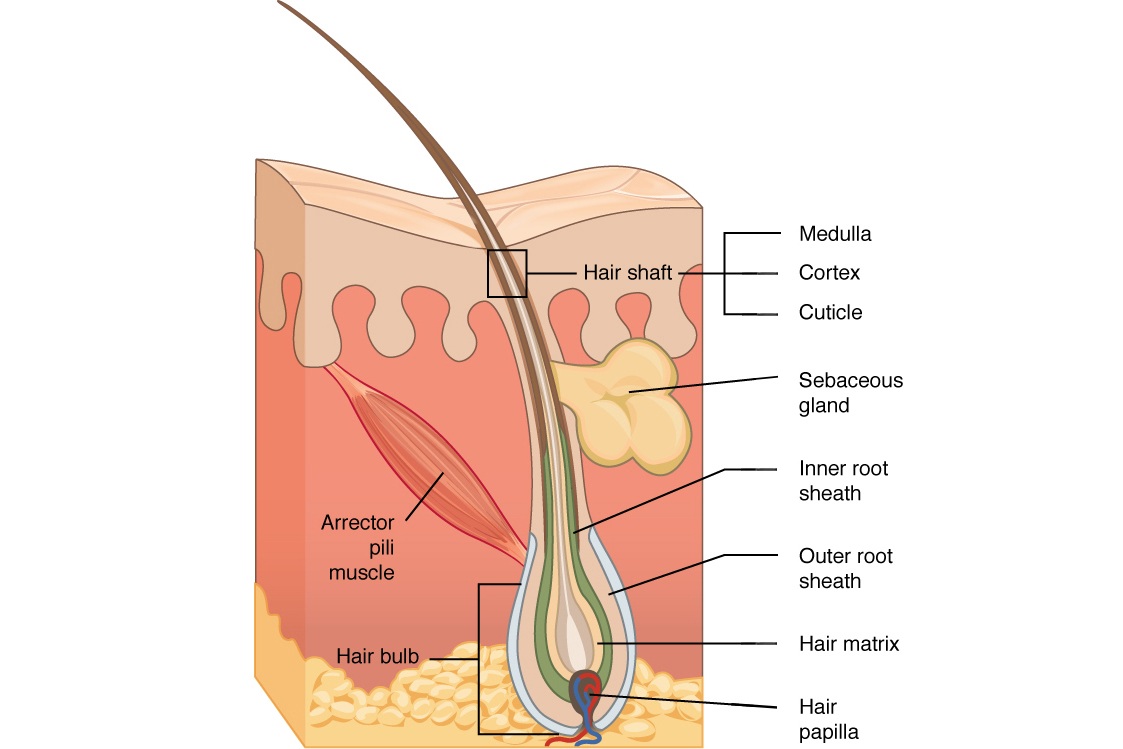 Medulla
Hair shaft
Cortex
Cuticle
Sebaceous
gland
Inner root
sheath
Arrector
pili
muscle
Outer root
sheath
Hair matrix
Hair bulb
Hair
papilla